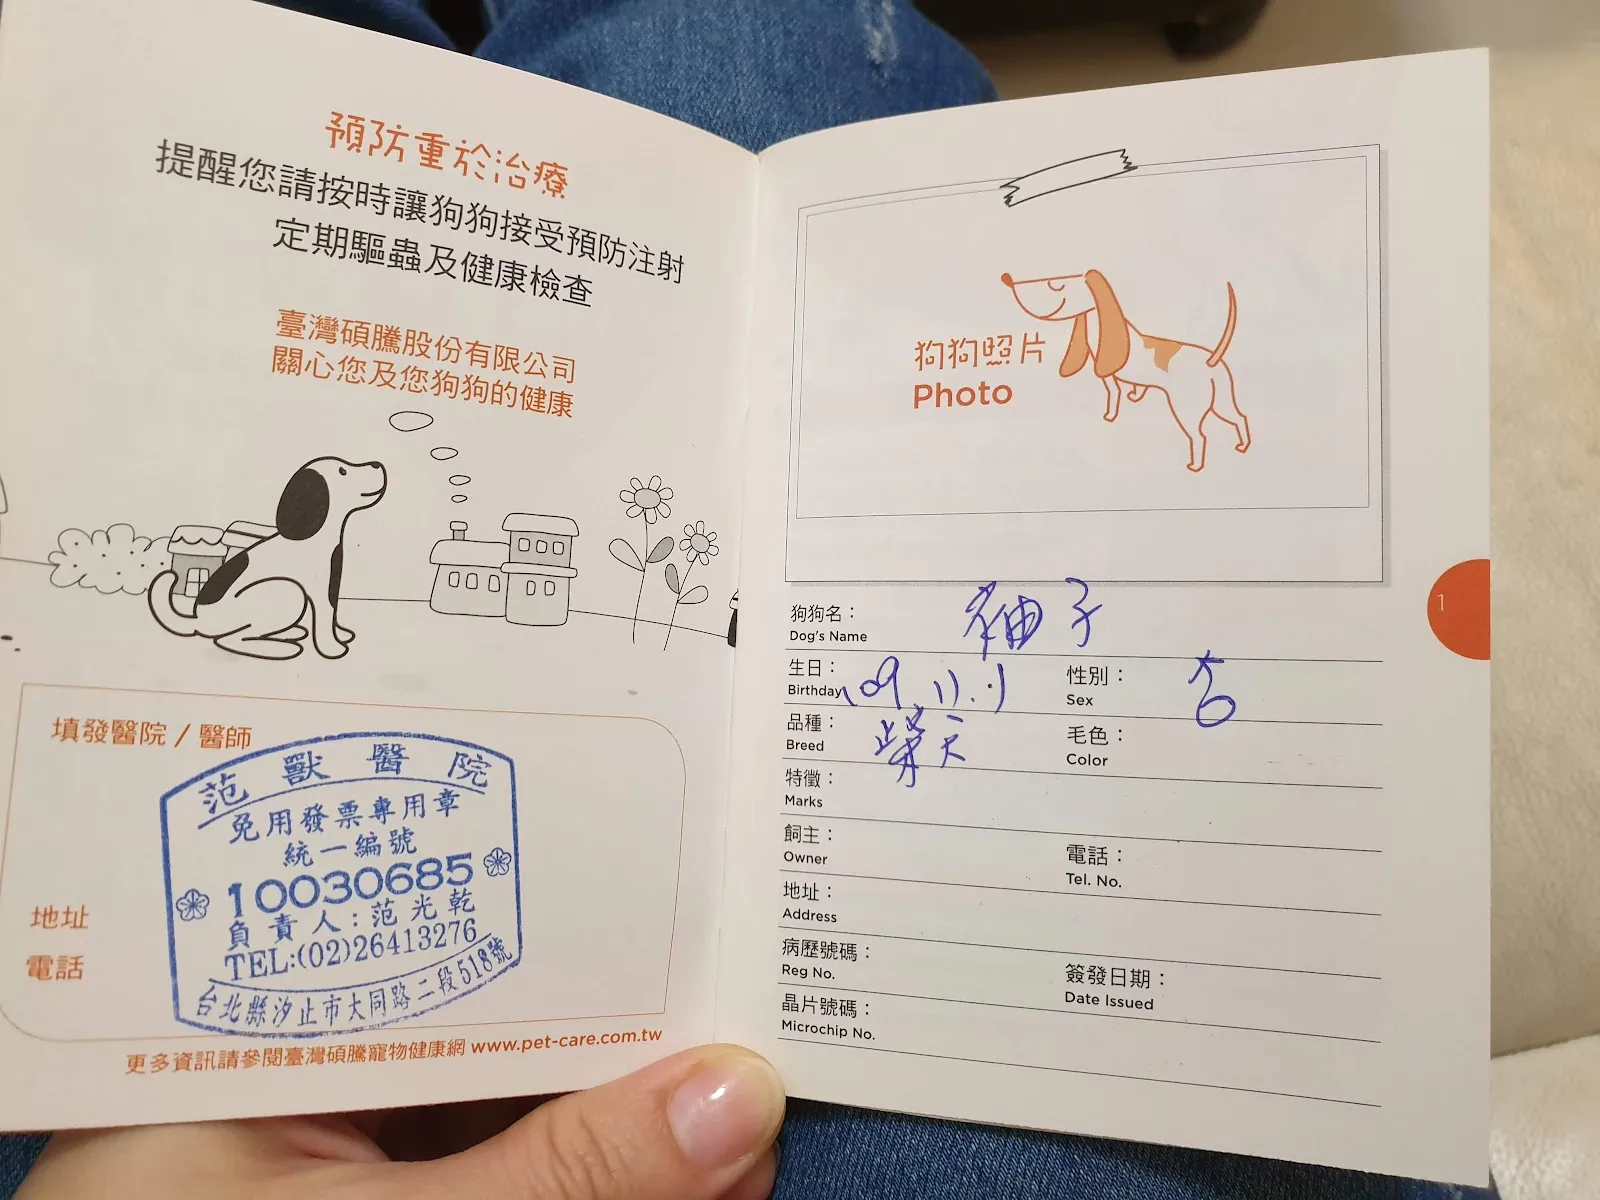 預防重於治療
提醒您請按時讓狗狗接受預防注射
定期驅蟲及健康檢查
臺灣碩騰股份有限公司
關心您及您狗狗的健康
填發醫院 / 醫師
范獸醫院
免用發票專用章
統一編號
10030685
負責人:范光乾
TEL:(02)26413276
台北縣汐止市大同路二段518號
地址
電話
更多資訊請參閱臺灣碩騰寵物健康網 www.pet-care.com.tw
狗狗照片
Photo
1
狗狗名： 柚子
Dog's Name
生日： 109.11.1 性別：
Birthday Sex
品種： 柴犬 毛色：
Breed Color
特徵：
Marks
飼主： 電話：
Owner Tel. No.
地址：
Address
病歷號碼： 簽發日期：
Reg No. Date Issued
晶片號碼：
Microchip No.